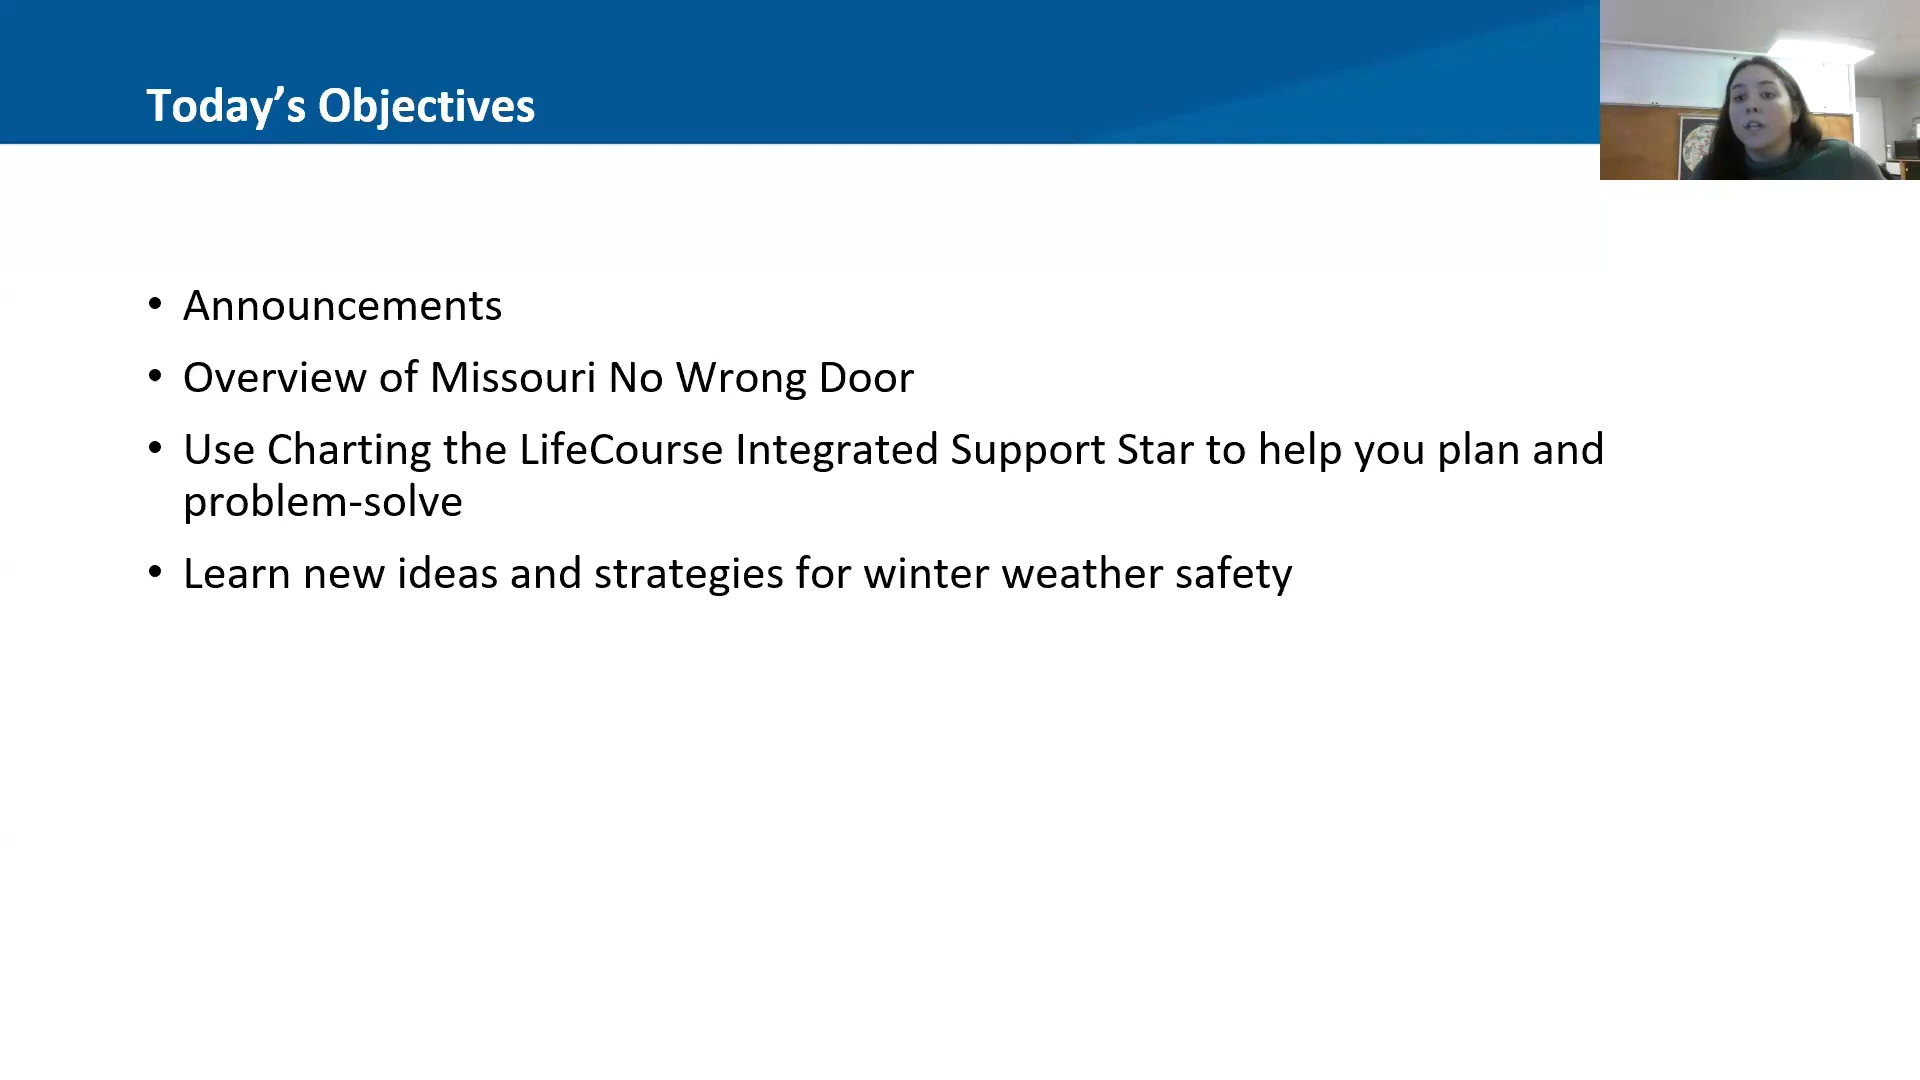 Today’s Objectives
• Announcements
• Overview of Missouri No Wrong Door
• Use Charting the LifeCourse Integrated Support Star to help you plan and
problem-solve
• Learn new ideas and strategies for winter weather safety